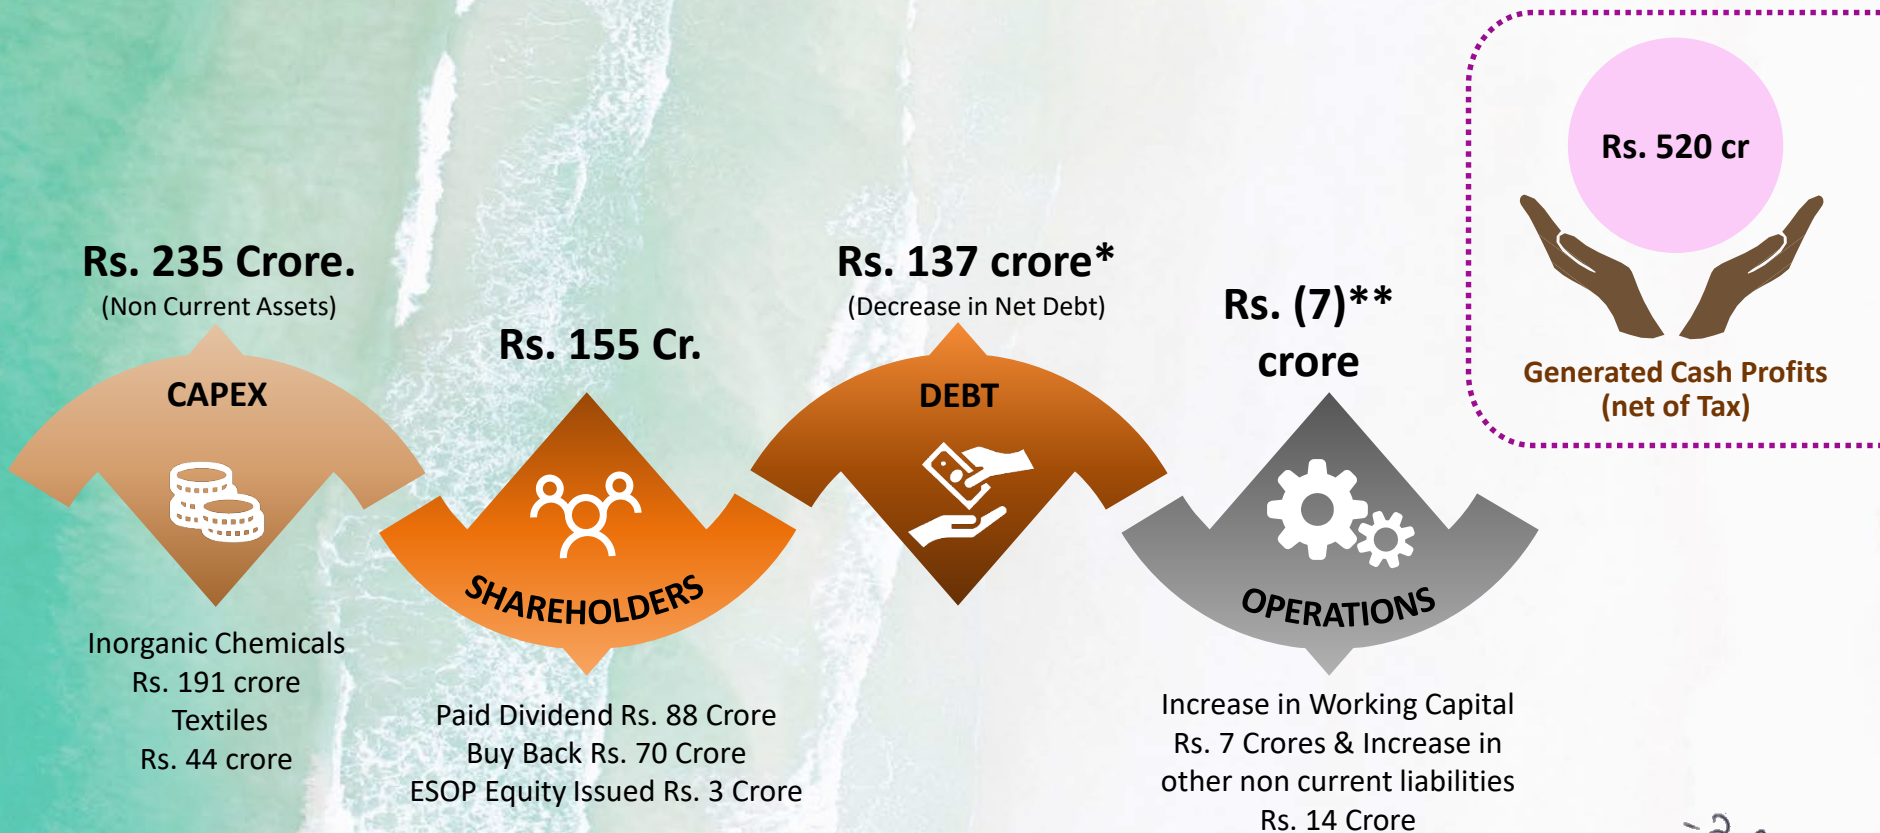 Rs. 235 Crore.
(Non Current Assets)
CAPEX
Inorganic Chemicals
Rs. 191 crore
Textiles
Rs. 44 crore
Rs. 155 Cr.
SHAREHOLDERS
Paid Dividend Rs. 88 Crore
Buy Back Rs. 70 Crore
ESOP Equity Issued Rs. 3 Crore
Rs. 137 crore*
(Decrease in Net Debt)
DEBT
Rs. (7)**
crore
OPERATIONS
Increase in Working Capital
Rs. 7 Crores & Increase in
other non current liabilities
Rs. 14 Crore
Rs. 520 cr
Generated Cash Profits
(net of Tax)